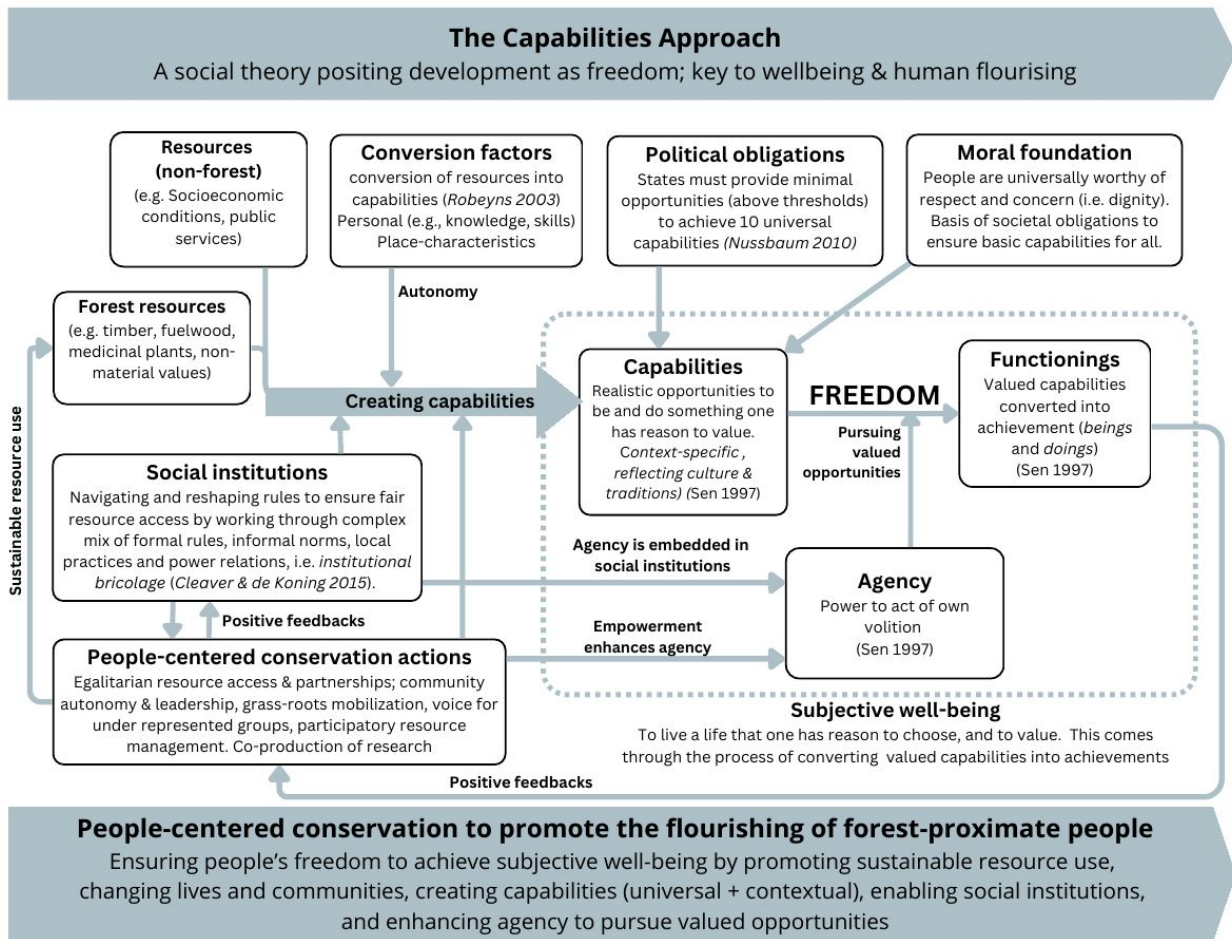 The Capabilities Approach
A social theory positing development as freedom; key to wellbeing & human flourising
Resources
(non-forest)
(e.g. Socioeconomic
conditions, public
services)
Conversion factors
conversion of resources into
capabilities (Robeyns 2003)
Personal (e.g., knowledge, skills)
Place-characteristics
Political obligations
States must provide minimal
opportunities (above thresholds)
to achieve 10 universal
capabilities (Nussbaum 2010)
Moral foundation
People are universally worthy of
respect and concern (i.e. dignity).
Basis of societal obligations to
ensure basic capabilities for all.
Autonomy
Forest resources
(e.g. timber, fuelwood,
medicinal plants, non-
material values)
Creating capabilities
Capabilities
Realistic opportunities to
be and do something one
has reason to value.
Context-specific ,
reflecting culture &
traditions) (Sen 1997)
FREEDOM
Pursuing
valued
opportunities
Functionings
Valued capabilities
converted into
achievement (beings
and doings)
(Sen 1997)
Sustainable resource use
Social institutions
Navigating and reshaping rules to ensure fair
resource access by working through complex
mix of formal rules, informal norms, local
practices and power relations, i.e. institutional
bricolage (Cleaver & de Koning 2015).
Agency is embedded in
social institutions
Agency
Power to act of own
volition
(Sen 1997)
Positive feedbacks
Empowerment
enhances agency
People-centered conservation actions
Egalitarian resource access & partnerships; community
autonomy & leadership, grass-roots mobilization, voice for
under represented groups, participatory resource
management. Co-production of research
Subjective well-being
To live a life that one has reason to choose, and to value. This comes
through the process of converting valued capabilities into achievements
Positive feedbacks
People-centered conservation to promote the flourishing of forest-proximate people
Ensuring people’s freedom to achieve subjective well-being by promoting sustainable resource use,
changing lives and communities, creating capabilities (universal + contextual), enabling social institutions,
and enhancing agency to pursue valued opportunities